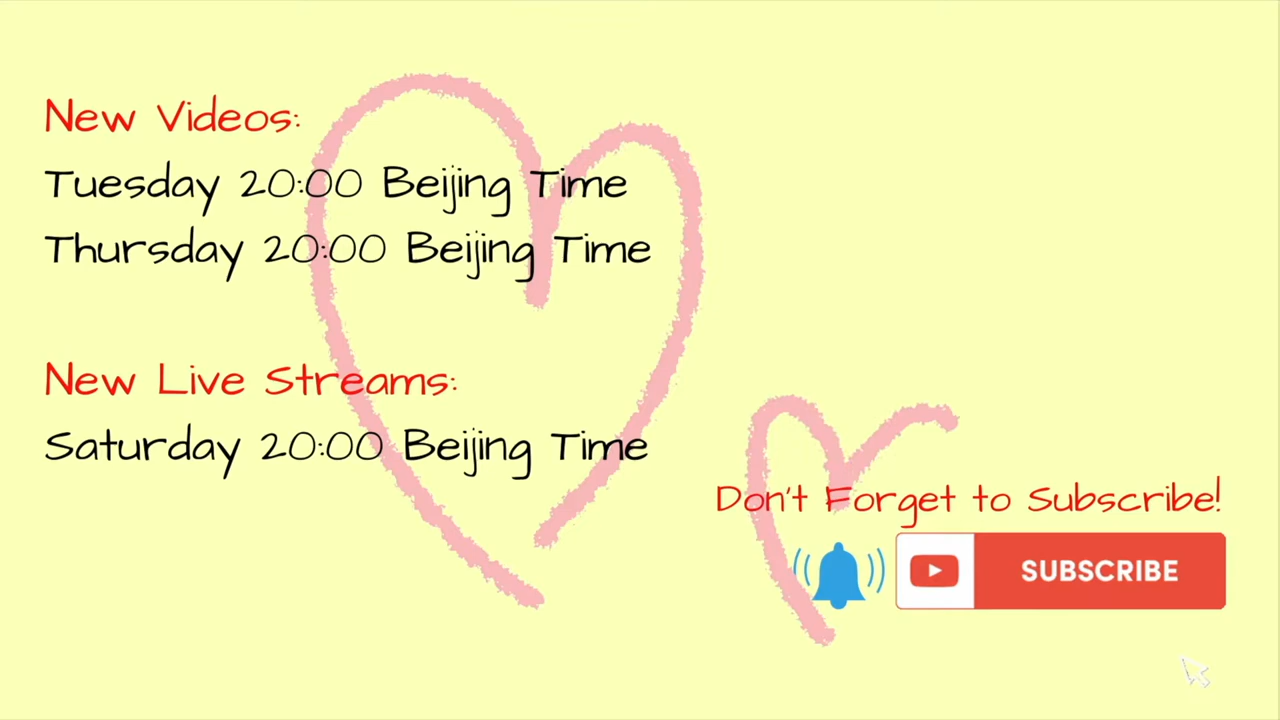 New Videos:
Tuesday 20:00 Beijing Time
Thursday 20:00 Beijing Time
New Live Streams:
Saturday 20:00 Beijing Time
Don't Forget to Subscribe!
SUBSCRIBE